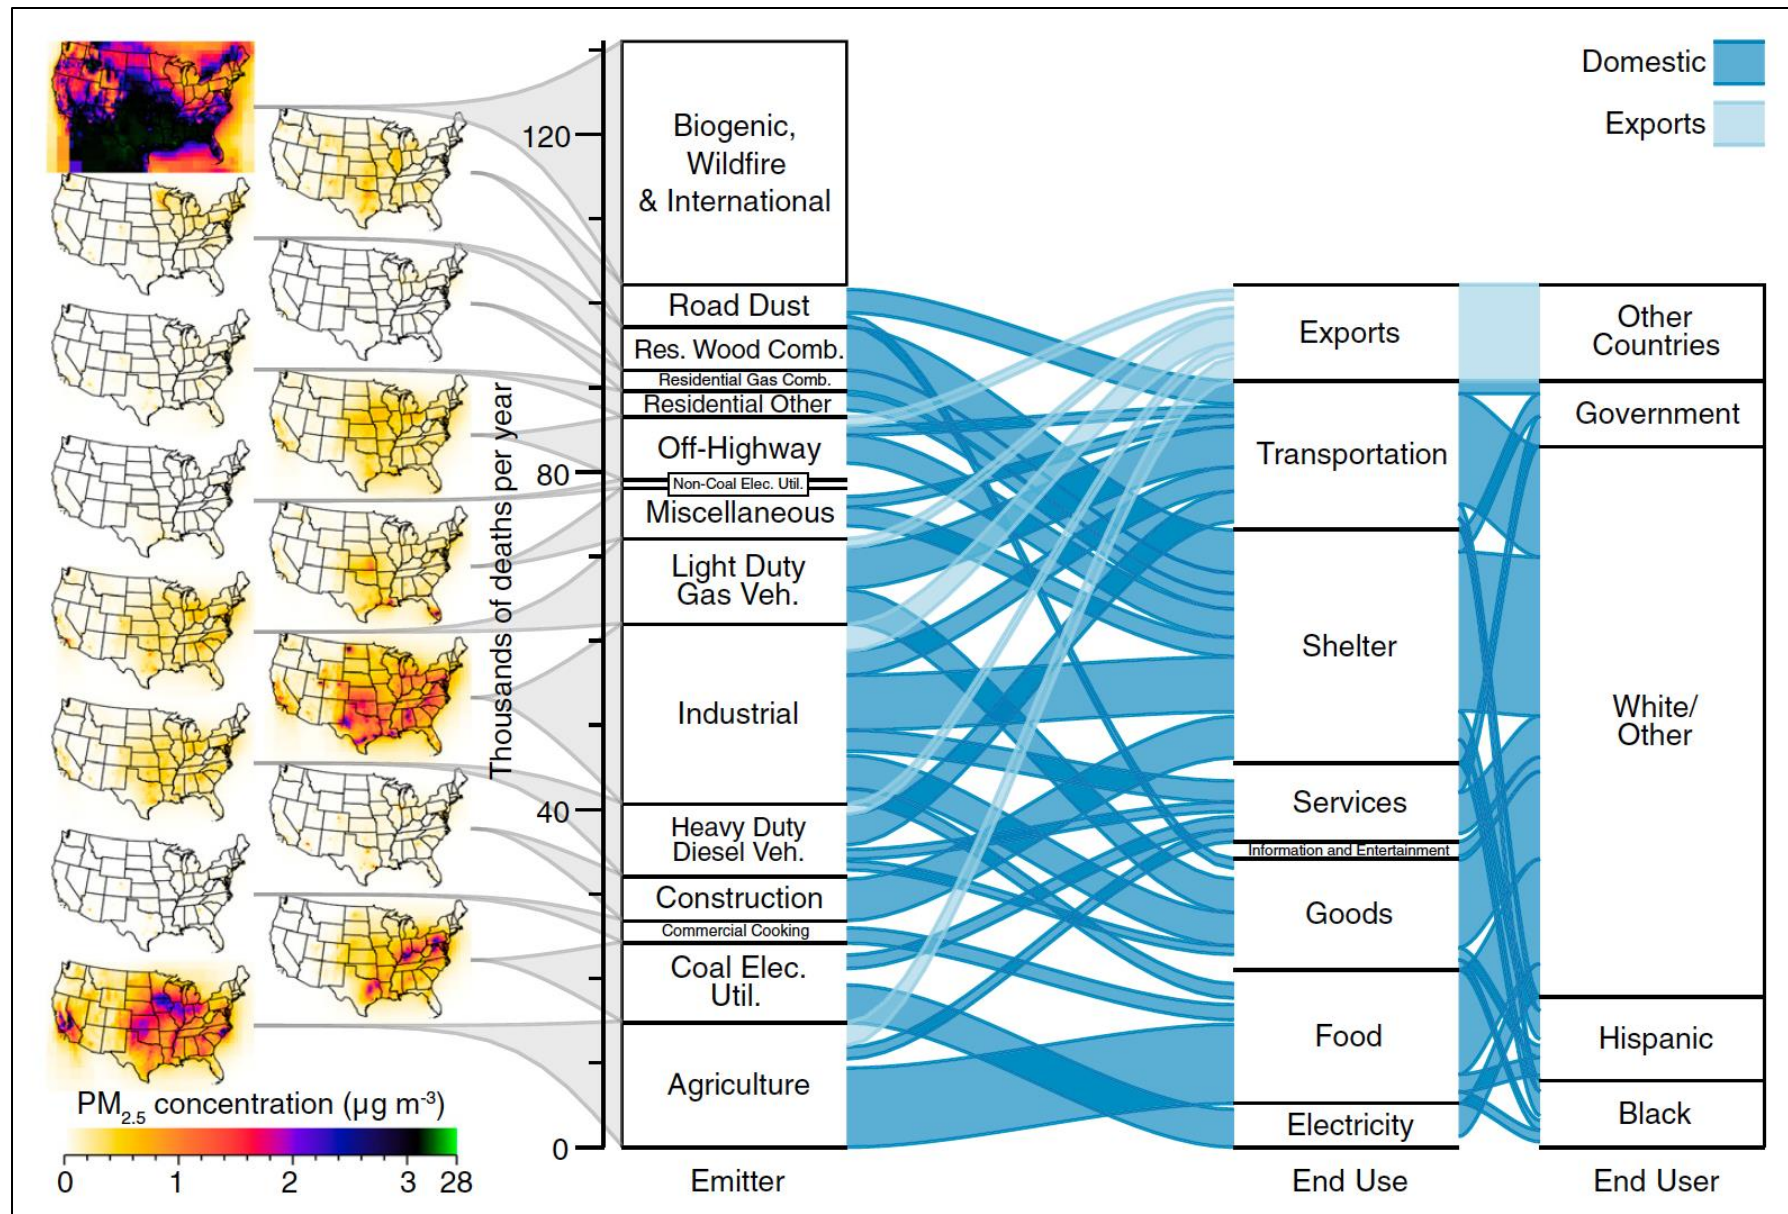 Domestic
Exports
Thousands of deaths per year
120
80
40
0
Biogenic,
Wildfire
& International
Road Dust
Res. Wood Comb.
Residential Gas Comb.
Residential Other
Off-Highway
Non-Coal Elec. Util.
Miscellaneous
Light Duty
Gas Veh.
Industrial
Heavy Duty
Diesel Veh.
Construction
Commercial Cooking
Coal Elec.
Util.
Agriculture
Emitter
Exports
Transportation
Shelter
Services
Information and Entertainment
Goods
Food
Electricity
End Use
Other
Countries
Government
White/
Other
Hispanic
Black
End User
PM2.5 concentration (µg m-3)
0 1 2 3 28